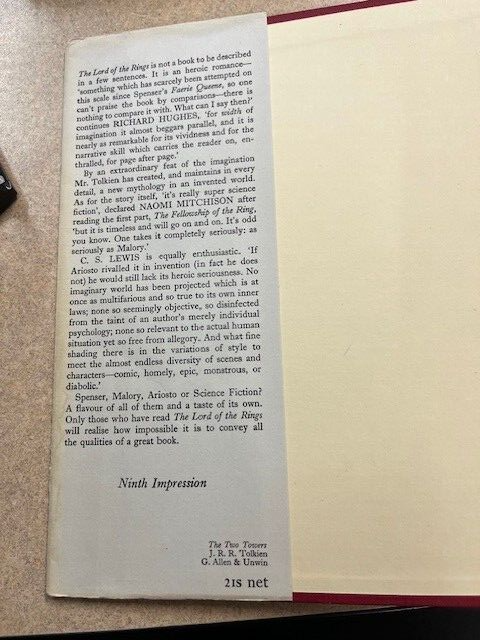 The Lord of the Rings is not a book to be described
in a few sentences. It is an heroic romance—
'something which has scarcely been attempted on
this scale since Spenser's Faerie Queene, so one
can't praise the book by comparisons—there is
nothing to compare it with. What can I say then?'
continues RICHARD HUGHES, 'for width of
imagination it almost beggars parallel, and it is
nearly as remarkable for its vividness and for the
narrative skill which carries the reader on, en-
thralled, for page after page.'
By an extraordinary feat of the imagination
Mr. Tolkien has created, and maintains in every
detail, a new mythology in an invented world.
As for the story itself, 'it's really super science
fiction', declared NAOMI MITCHISON after
reading the first part, The Fellowship of the Ring,
'but it is timeless and will go on and on. It's odd
you know. One takes it completely seriously: as
seriously as Malory.'
C. S. LEWIS is equally enthusiastic. 'If
Ariosto rivalled it in invention (in fact he does
not) he would still lack its heroic seriousness. No
imaginary world has been projected which is at
once as multifarious and so true to its own inner
laws; none so seemingly objective, so disinfected
from the taint of an author's merely individual
psychology; none so relevant to the actual human
situation yet so free from allegory. And what fine
shading there is in the variations of style to
meet the almost endless diversity of scenes and
characters—comic, homely, epic, monstrous, or
diabolic.'
Spenser, Malory, Ariosto or Science Fiction?
A flavour of all of them and a taste of its own.
Only those who have read The Lord of the Rings
will realise how impossible it is to convey all
the qualities of a great book.
Ninth Impression
The Two Towers
J. R. R. Tolkien
G. Allen & Unwin
21s net